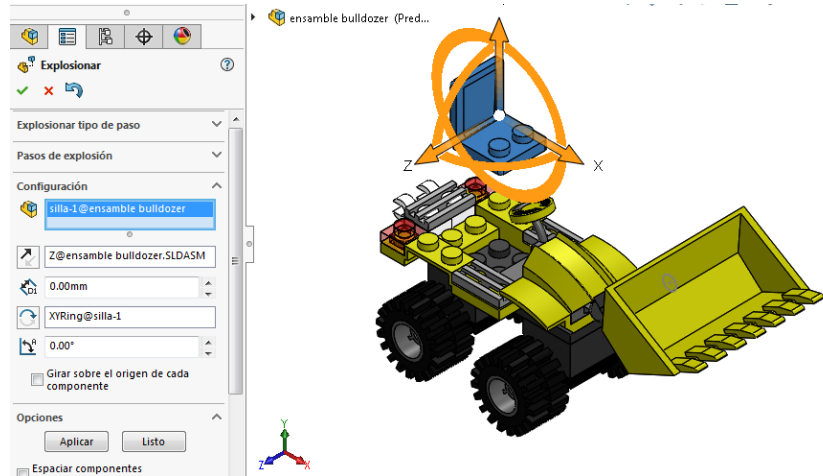 ensamble bulldozer (Pred...
Explosionar
Explosionar tipo de paso
Pasos de explosión
Configuración
silla-1@ensamble bulldozer
Z@ensamble bulldozer.SLDASM
D1
0.00mm
XYRing@silla-1
A
0.00°
Girar sobre el origen de cada
componente
Opciones
Aplicar
Listo
Espaciar componentes
Z
X
Y
Z
X